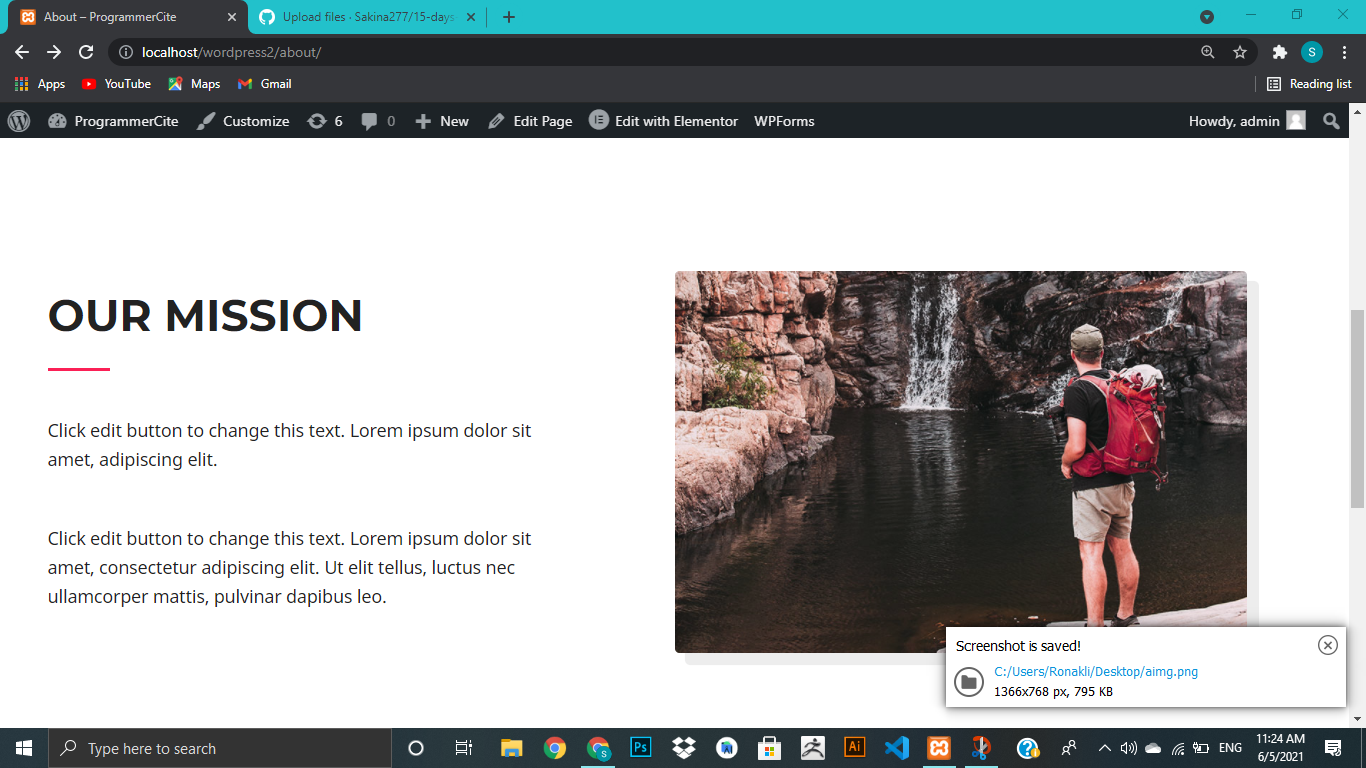 About – ProgrammerCite
Upload files · Sakina277/15-days
localhost/wordpress2/about/
S
Apps
YouTube
Maps
Gmail
Reading list
ProgrammerCite
Customize
6
0
New
Edit Page
Edit with Elementor
WPForms
Howdy, admin
OUR MISSION
Click edit button to change this text. Lorem ipsum dolor sit
amet, adipiscing elit.
Click edit button to change this text. Lorem ipsum dolor sit
amet, consectetur adipiscing elit. Ut elit tellus, luctus nec
ullamcorper mattis, pulvinar dapibus leo.
Screenshot is saved!
C:/Users/Ronakli/Desktop/aimg.png
1366x768 px, 795 KB
Type here to search
S
Ps
Ai
ENG
11:24 AM
6/5/2021